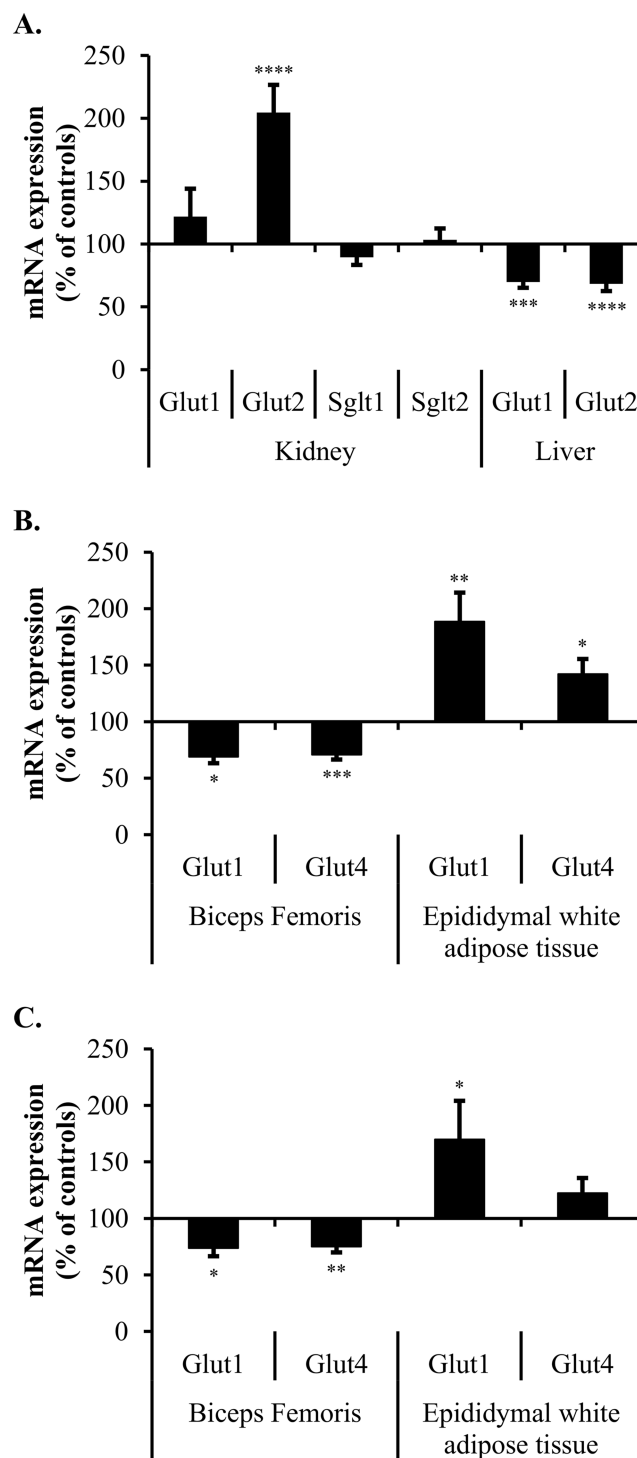 A.
mRNA expression
(% of controls)
250
200
150
100
50
0
****
***
****
Glut1 Glut2 Sglt1 Sglt2 Glut1 Glut2
Kidney Liver
B.
mRNA expression
(% of controls)
250
200
150
100
50
0
**
*
*
***
Glut1 Glut4 Glut1 Glut4
Biceps Femoris Epididymal white
adipose tissue
C.
mRNA expression
(% of controls)
250
200
150
100
50
0
*
*
**
Glut1 Glut4 Glut1 Glut4
Biceps Femoris Epididymal white
adipose tissue